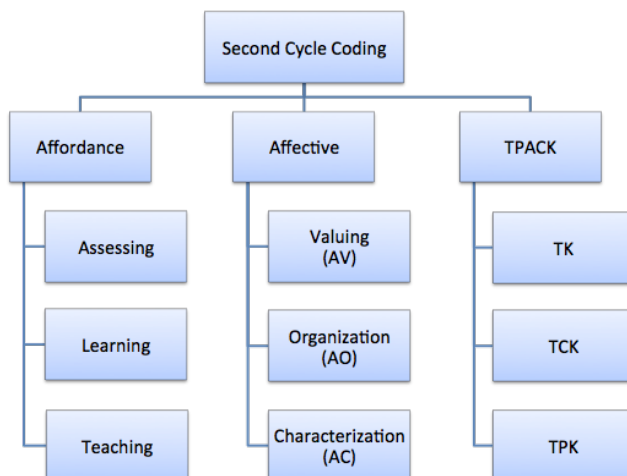 Second Cycle Coding
Affordance
Affective
TPACK
Assessing
Valuing
(AV)
TK
Learning
Organization
(AO)
TCK
Teaching
Characterization
(AC)
TPK